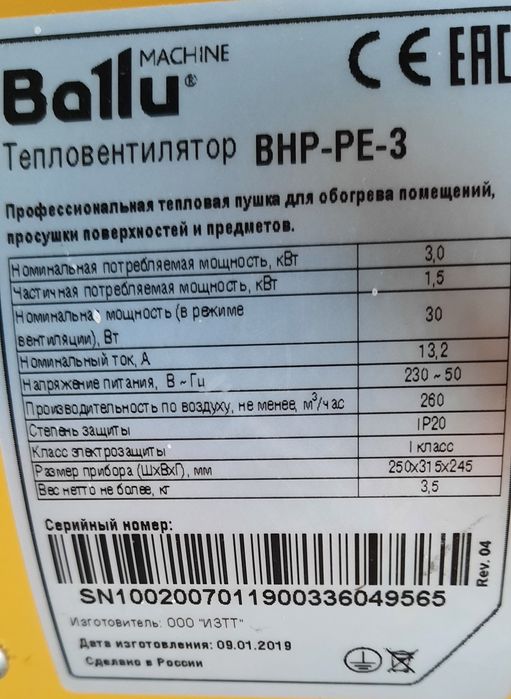 MACHINE
Ballu®
CE EAC
Тепловентилятор BHP-PE-3
Профессиональная тепловая пушка для обогрева помещений,
просушки поверхностей и предметов.
Номинальная потребляемая мощность, кВт 3,0
Частичная потребляемая мощность, кВт 1,5
Номинальная мощность (в режиме
вентиляции), Вт 30
Номинальный ток, А 13,2
Напряжение питания, В ~ Гц 230 ~ 50
Производительность по воздуху, не менее, м³/час 260
Степень защиты IP20
Класс электрозащиты I класс
Размер прибора (ШхВхГ), мм 250х315х245
Вес нетто не более, кг 3,5
Серийный номер:
Rev. 04
SN1002007011900336049565
Изготовитель: ООО "ИЗТТ"
Дата изготовления: 09.01.2019
Сделано в России